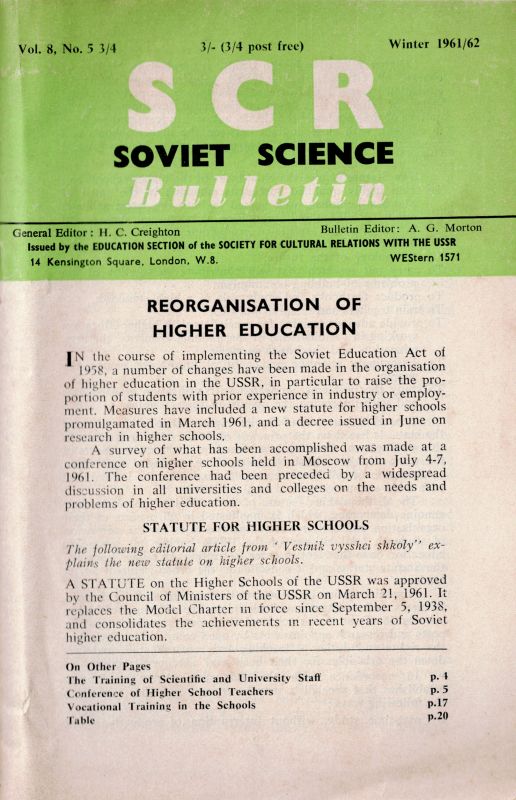 Vol. 8, No. 5 3/4 3/- (3/4 post free) Winter 1961/62
SCR
SOVIET SCIENCE
Bulletin
General Editor : H. C. Creighton Bulletin Editor: A. G. Morton
Issued by the EDUCATION SECTION of the SOCIETY FOR CULTURAL RELATIONS WITH THE USSR
14 Kensington Square, London, W.8. WEStern 1571
REORGANISATION OF
HIGHER EDUCATION
IN the course of implementing the Soviet Education Act of
1958, a number of changes have been made in the organisation
of higher education in the USSR, in particular to raise the pro-
portion of students with prior experience in industry or employ-
ment. Measures have included a new statute for higher schools
promulgamated in March 1961, and a decree issued in June on
research in higher schools.
A survey of what has been accomplished was made at a
conference on higher schools held in Moscow from July 4-7,
1961. The conference had been preceded by a widespread
discussion in all universities and colleges on the needs and
problems of higher education.
STATUTE FOR HIGHER SCHOOLS
The following editorial article from ' Vestnik vysshei shkoly" ex-
plains the new statute on higher schools.
A STATUTE on the Higher Schools of the USSR was approved
by the Council of Ministers of the USSR on March 21, 1961. It
replaces the Model Charter in force since September 5, 1938,
and consolidates the achievements in recent years of Soviet
higher education.
On Other Pages
The Training of Scientific and University Staff p. 4
Conference of Higher School Teachers p. 5
Vocational Training in the Schools p.17
Table p.20